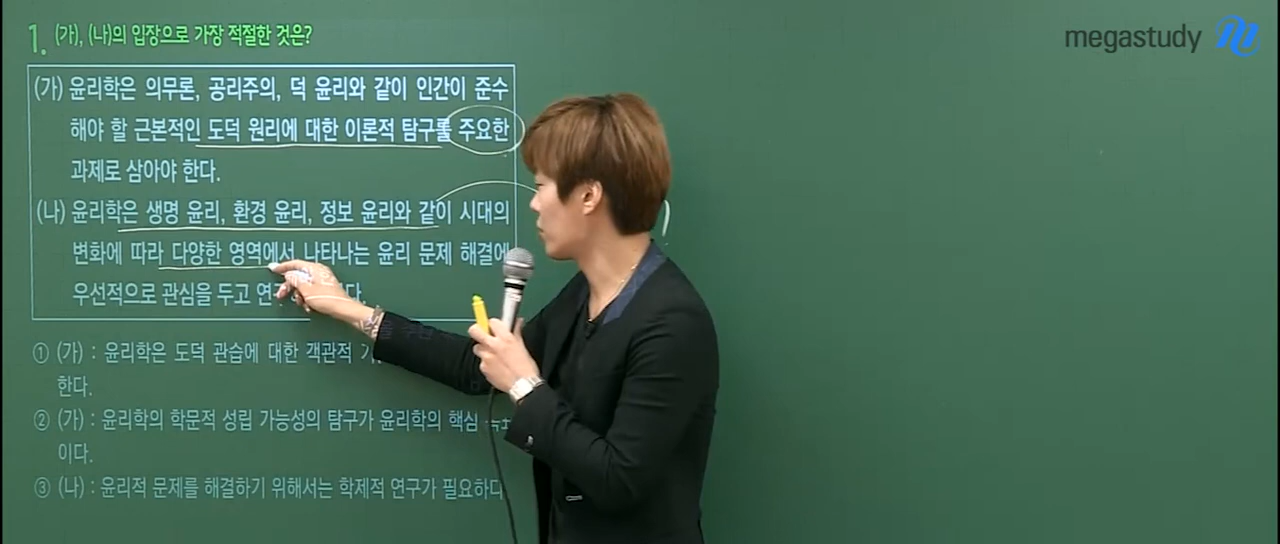 megastudy
1. (가), (나)의 입장으로 가장 적절한 것은?
(가) 윤리학은 의무론, 공리주의, 덕 윤리와 같이 인간이 준수
해야 할 근본적인 도덕 원리에 대한 이론적 탐구를 주요한
과제로 삼아야 한다.
(나) 윤리학은 생명 윤리, 환경 윤리, 정보 윤리와 같이 시대의
변화에 따라 다양한 영역에서 나타나는 윤리 문제 해결에
우선적으로 관심을 두고
① (가) : 윤리학은 도덕 관습에 대한 객관적
한다.
② (가) : 윤리학의 학문적 성립 가능성의 탐구가 윤리학의 핵심
이다.
③ (나) : 윤리적 문제를 해결하기 위해서는 학제적 연구가 필요하다